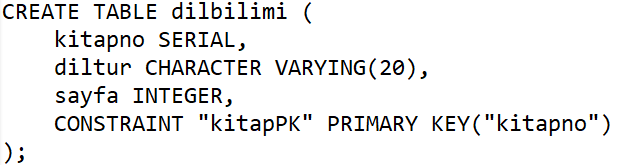 CREATE TABLE dilbilimi (
    kitapno SERIAL,
    diltur CHARACTER VARYING(20),
    sayfa INTEGER,
    CONSTRAINT "kitapPK" PRIMARY KEY("kitapno")
);